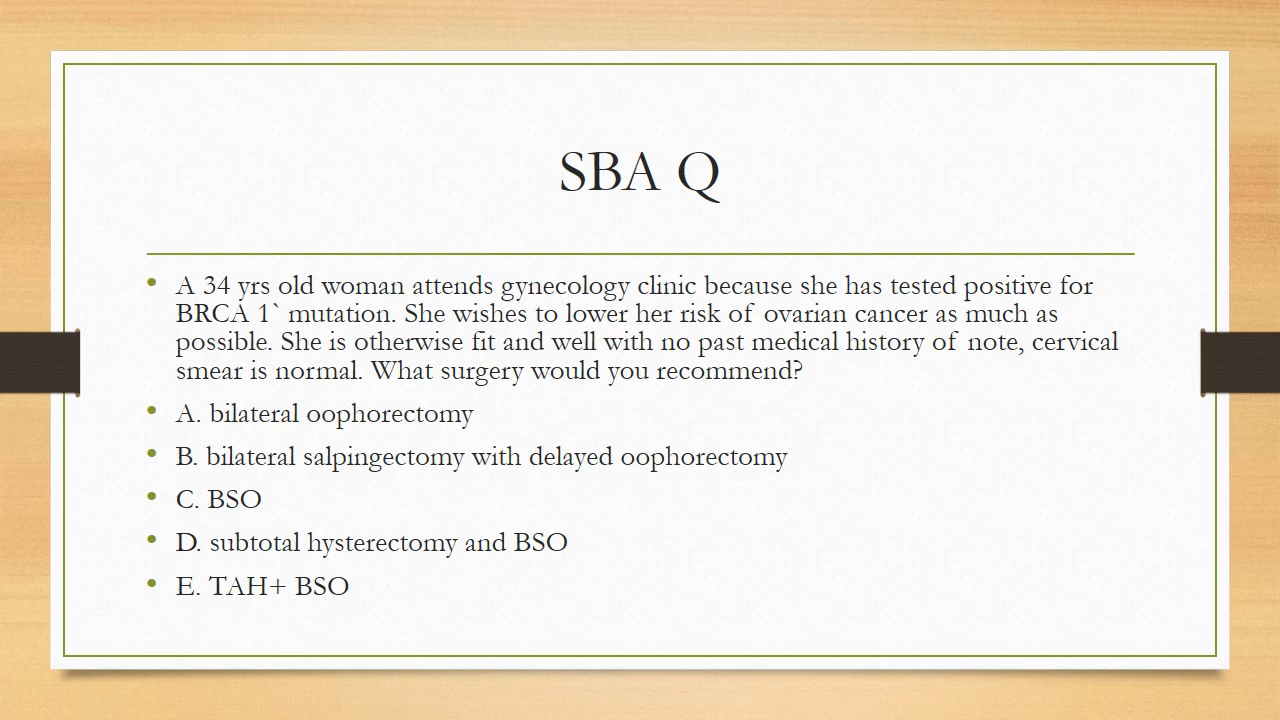 SBA Q
• A 34 yrs old woman attends gynecology clinic because she has tested positive for
BRCA 1` mutation. She wishes to lower her risk of ovarian cancer as much as
possible. She is otherwise fit and well with no past medical history of note, cervical
smear is normal. What surgery would you recommend?
• A. bilateral oophorectomy
• B. bilateral salpingectomy with delayed oophorectomy
• C. BSO
• D. subtotal hysterectomy and BSO
• E. TAH+ BSO